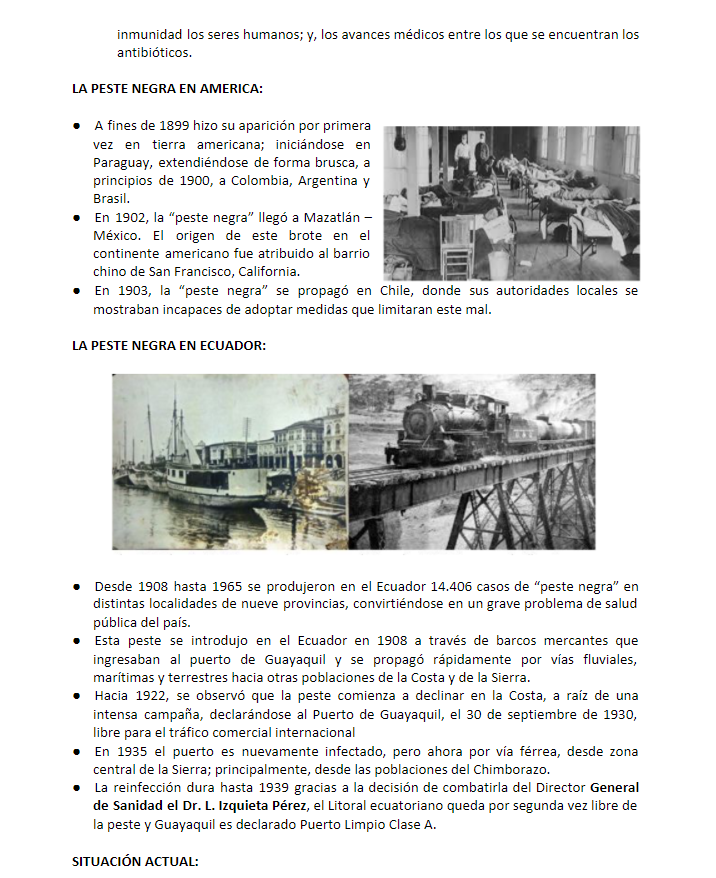 inmunidad los seres humanos; y, los avances médicos entre los que se encuentran los
antibióticos.
LA PESTE NEGRA EN AMERICA:
● A fines de 1899 hizo su aparición por primera
vez en tierra americana; iniciándose en
Paraguay, extendiéndose de forma brusca, a
principios de 1900, a Colombia, Argentina y
Brasil.
● En 1902, la “peste negra” llegó a Mazatlán –
México. El origen de este brote en el
continente americano fue atribuido al barrio
chino de San Francisco, California.
● En 1903, la “peste negra” se propagó en Chile, donde sus autoridades locales se
mostraban incapaces de adoptar medidas que limitaran este mal.
LA PESTE NEGRA EN ECUADOR:
● Desde 1908 hasta 1965 se produjeron en el Ecuador 14.406 casos de “peste negra” en
distintas localidades de nueve provincias, convirtiéndose en un grave problema de salud
pública del país.
● Esta peste se introdujo en el Ecuador en 1908 a través de barcos mercantes que
ingresaban al puerto de Guayaquil y se propagó rápidamente por vías fluviales,
marítimas y terrestres hacia otras poblaciones de la Costa y de la Sierra.
● Hacia 1922, se observó que la peste comienza a declinar en la Costa, a raíz de una
intensa campaña, declarándose al Puerto de Guayaquil, el 30 de septiembre de 1930,
libre para el tráfico comercial internacional
● En 1935 el puerto es nuevamente infectado, pero ahora por vía férrea, desde zona
central de la Sierra; principalmente, desde las poblaciones del Chimborazo.
● La reinfección dura hasta 1939 gracias a la decisión de combatirla del Director General
de Sanidad el Dr. L. Izquieta Pérez, el Litoral ecuatoriano queda por segunda vez libre de
la peste y Guayaquil es declarado Puerto Limpio Clase A.
SITUACIÓN ACTUAL: